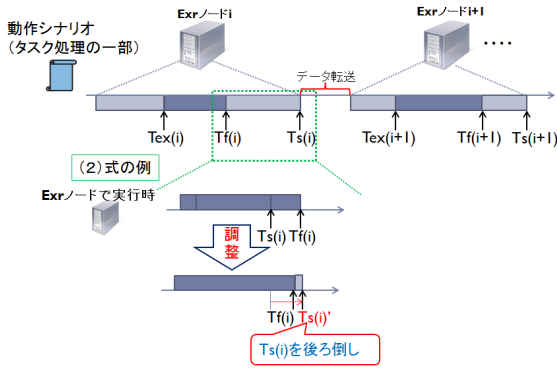 動作シナリオ
（タスク処理の一部）
Exrノードi
Exrノードi+1
....
データ転送
Tex(i)
Tf(i)
Ts(i)
Tex(i+1)
Tf(i+1)
Ts(i+1)
（2）式の例
Exrノードで実行時
Ts(i)
Tf(i)
調整
Tf(i)
Ts(i)'
Ts(i)を後ろ倒し